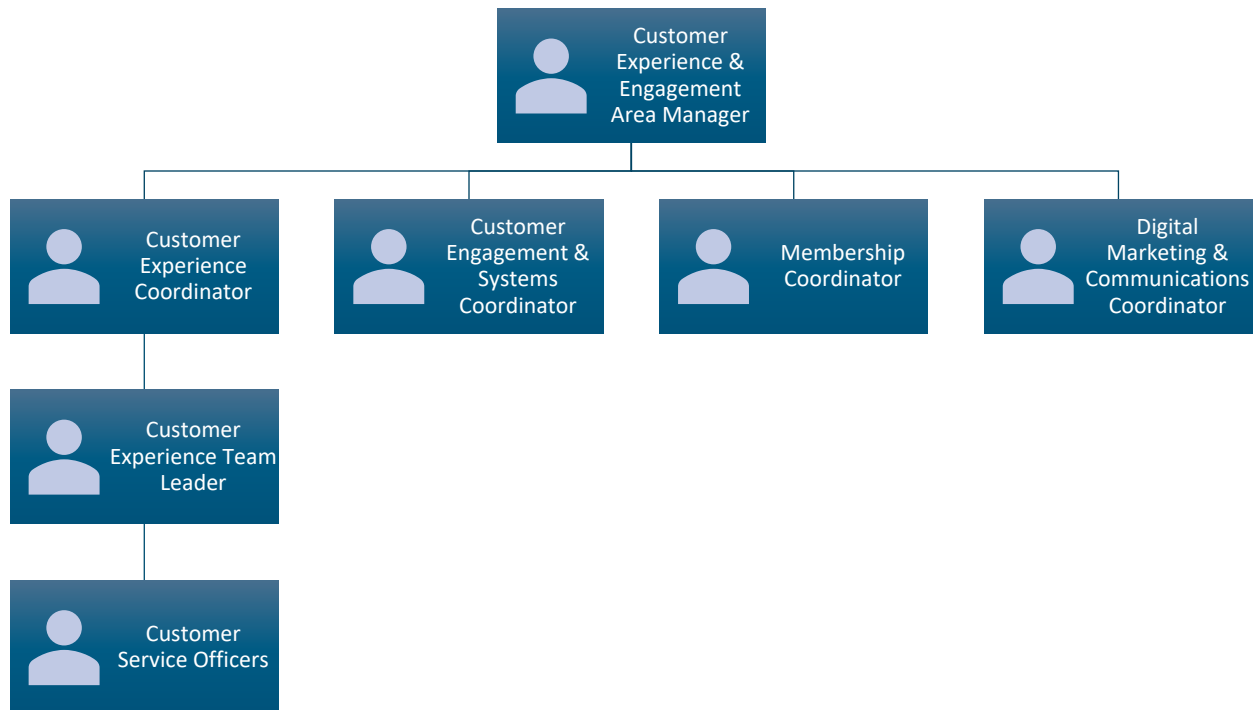 Customer
Experience &
Engagement
Area Manager
Customer
Experience
Coordinator
Customer
Engagement &
Systems
Coordinator
Membership
Coordinator
Digital
Marketing &
Communications
Coordinator
Customer
Experience Team
Leader
Customer
Service Officers